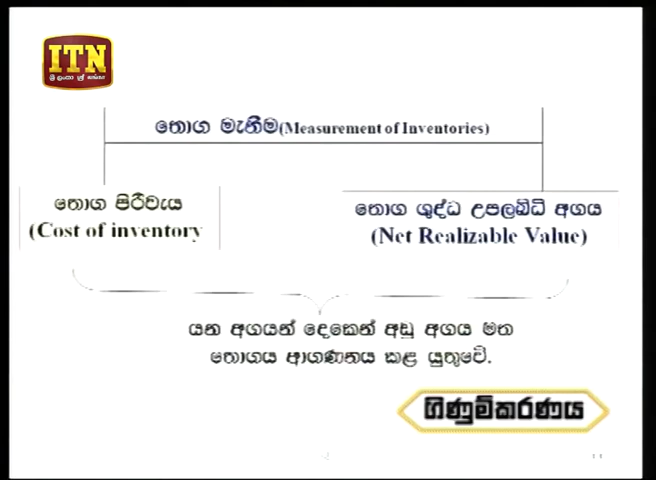 ITN
ශ්‍රී ලංකා
තොග මැනීම(Measurement of Inventories)
තොග පිරිවැය
(Cost of inventory
තොග ශුද්ධ උපලබ්ධි අගය
(Net Realizable Value)
යන අගයන් දෙකෙන් අඩු අගය මත
තොගය ආගණනය කළ යුතුවේ.
ගිණුම්කරණය